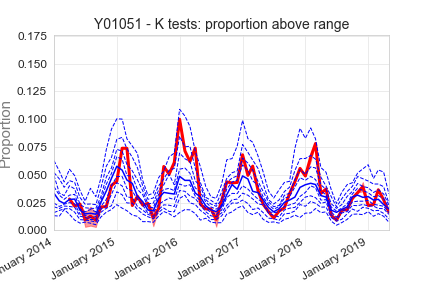 Y01051 - K tests: proportion above range
0.175
0.150
0.125
0.100
0.075
0.050
0.025
0.000
Proportion
January 2015
January 2016
January 2017
January 2018
January 2019
2014